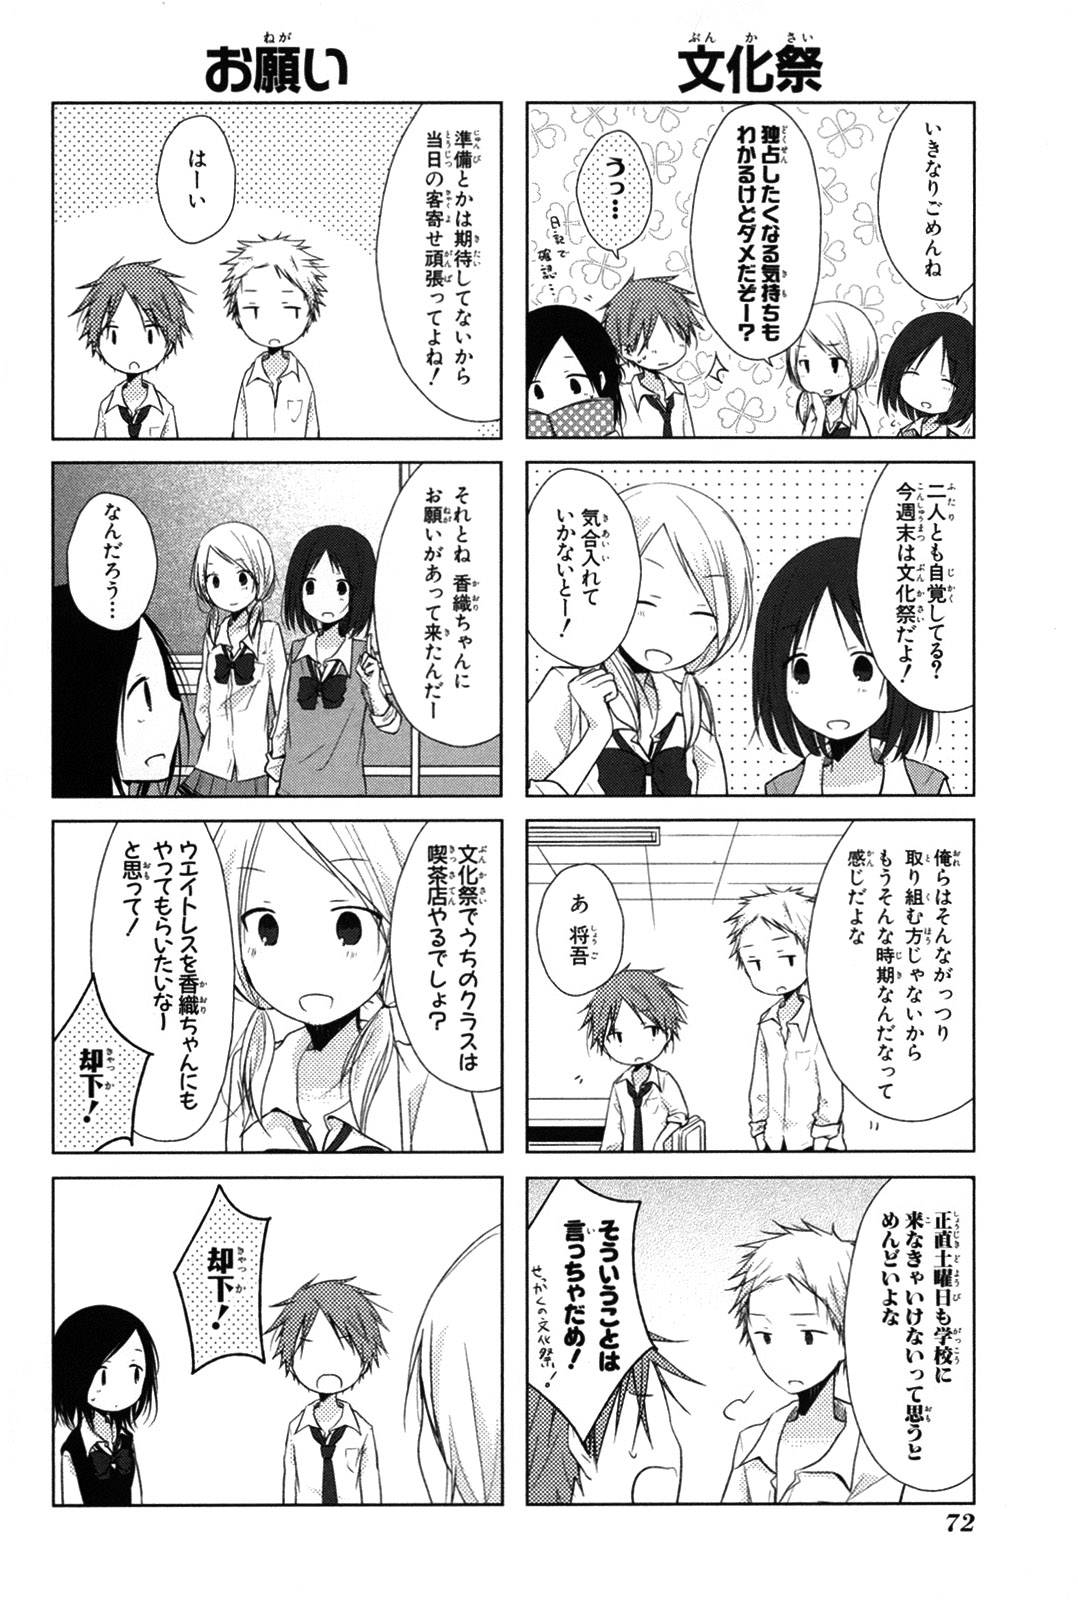 文化祭
いきなりごめんね
独占したくなる気持ちも
わかるけどダメだぞー？
うっ…
日記で
確認…
二人とも自覚してる？
今週末は文化祭だよ！
気合入れて
いかないとー！
俺らはそんながっつり
取り組む方じゃないから
もうそんな時期なんだなって
感じだよな
あ 将吾
正直土曜日も学校に
来なきゃいけないって思うと
めんどいよな
そういうことは
言っちゃだめ！
せっかくの文化祭！
お願い
準備とかは期待してないから
当日の客寄せ頑張ってよね！
はーい
それとね 香織ちゃんに
お願いがあって来たんだー
なんだろう…
文化祭でうちのクラスは
喫茶店やるでしょ？
ウエイトレスを香織ちゃんにも
やってもらいたいなー
と思って！
却下！
却下！
72